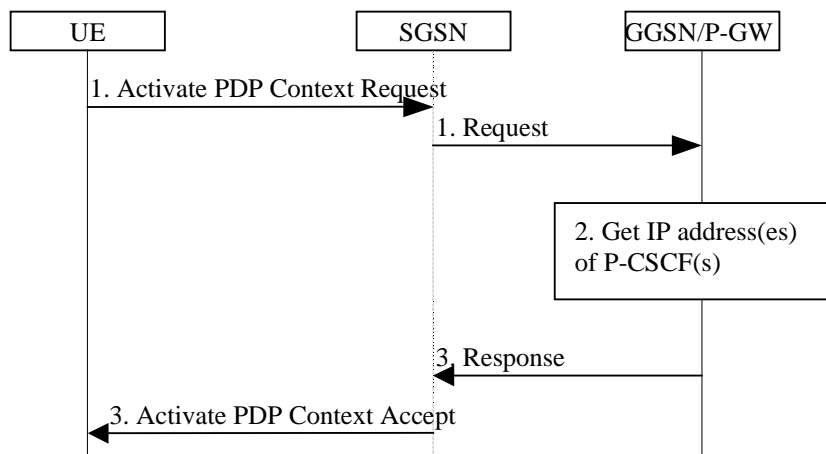 UE
SGSN
GGSN/P-GW
1. Activate PDP Context Request
1. Request
2. Get IP address(es)
of P-CSCF(s)
3. Response
3. Activate PDP Context Accept